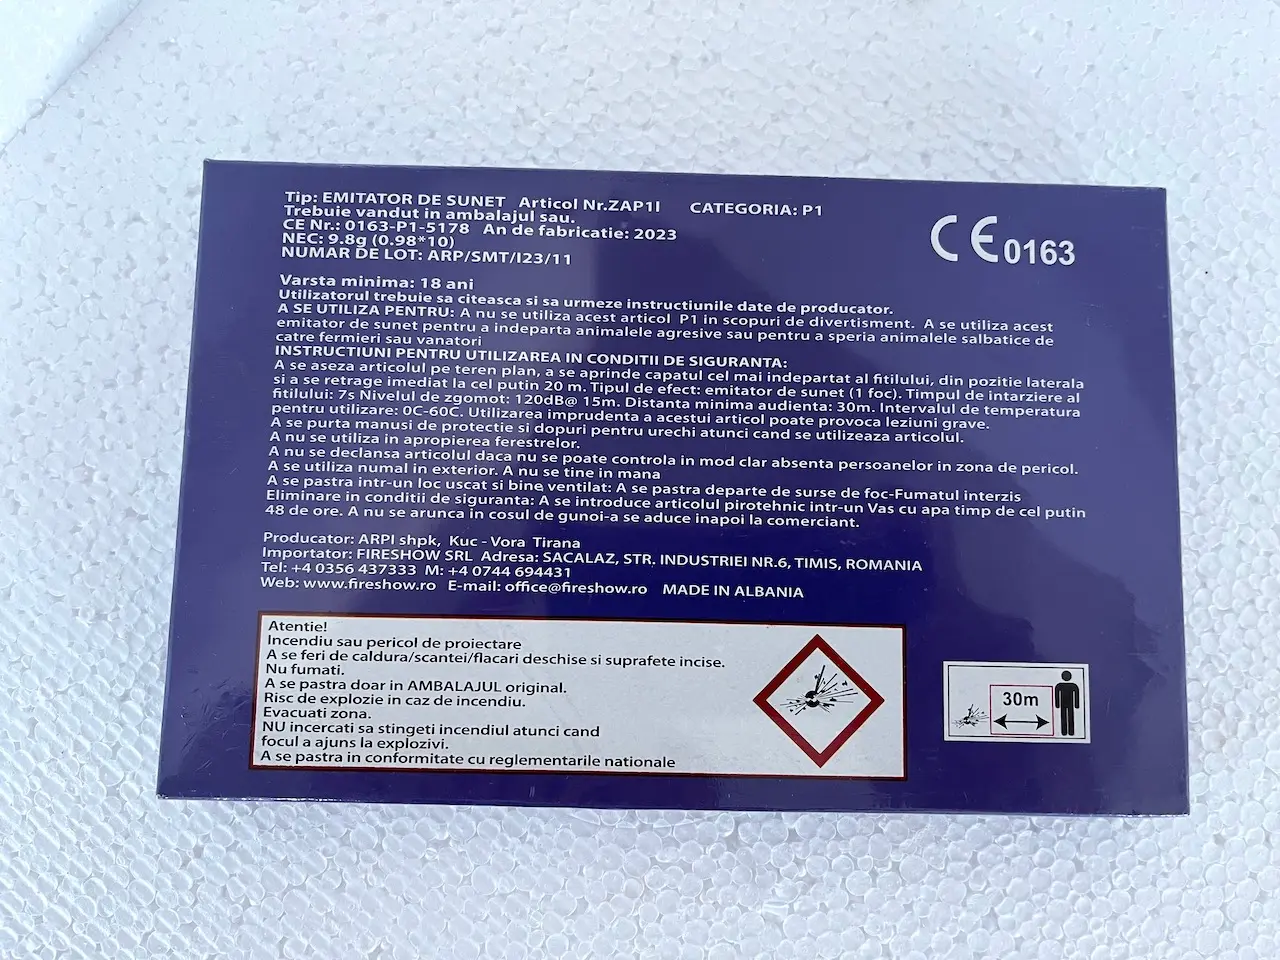 Tip: EMITATOR DE SUNET Articol Nr.ZAP1I CATEGORIA: P1
Trebuie vandut in ambalajul sau.
CE Nr.: 0163-P1-5178 An de fabricatie: 2023
NEC: 9.8g (0.98*10)
NUMAR DE LOT: ARP/SMT/I23/11
CE 0163
Varsta minima: 18 ani
Utilizatorul trebuie sa citeasca si sa urmeze instructiunile date de producator.
A SE UTILIZA PENTRU: A nu se utiliza acest articol P1 in scopuri de divertisment. A se utiliza acest
emitator de sunet pentru a indeparta animalele agresive sau pentru a speria animalele salbatice de
catre fermieri sau vanatori
INSTRUCTIUNI PENTRU UTILIZAREA IN CONDITII DE SIGURANTA:
A se aseza articolul pe teren plan, a se aprinde capatul cel mai indepartat al fitilului, din pozitie laterala
si a se retrage imediat la cel putin 20 m. Tipul de efect: emitator de sunet (1 foc). Timpul de intarziere al
fitilului: 7s Nivelul de zgomot: 120dB@ 15m. Distanta minima audienta: 30m. Intervalul de temperatura
pentru utilizare: 0C-60C. Utilizarea imprudenta a acestui articol poate provoca leziuni grave.
A se purta manusi de protectie si dopuri pentru urechi atunci cand se utilizeaza articolul.
A nu se utiliza in apropierea ferestrelor.
A nu se declansa articolul daca nu se poate controla in mod clar absenta persoanelor in zona de pericol.
A se utiliza numal in exterior. A nu se tine in mana
A se pastra intr-un loc uscat si bine ventilat: A se pastra departe de surse de foc-Fumatul interzis
Eliminare in conditii de siguranta: A se introduce articolul pirotehnic intr-un Vas cu apa timp de cel putin
48 de ore. A nu se arunca in cosul de gunoi-a se aduce inapoi la comerciant.
Producator: ARPI shpk, Kuc - Vora Tirana
Importator: FIRESHOW SRL Adresa: SACALAZ, STR. INDUSTRIEI NR.6, TIMIS, ROMANIA
Tel: +4 0356 437333 M: +4 0744 694431
Web: www.fireshow.ro E-mail: office@fireshow.ro MADE IN ALBANIA
Atentie!
Incendiu sau pericol de proiectare
A se feri de caldura/scantei/flacari deschise si suprafete incise.
Nu fumati.
A se pastra doar in AMBALAJUL original.
Risc de explozie in caz de incendiu.
Evacuati zona.
NU incercati sa stingeti incendiul atunci cand
focul a ajuns la explozivi.
A se pastra in conformitate cu reglementarile nationale
30m